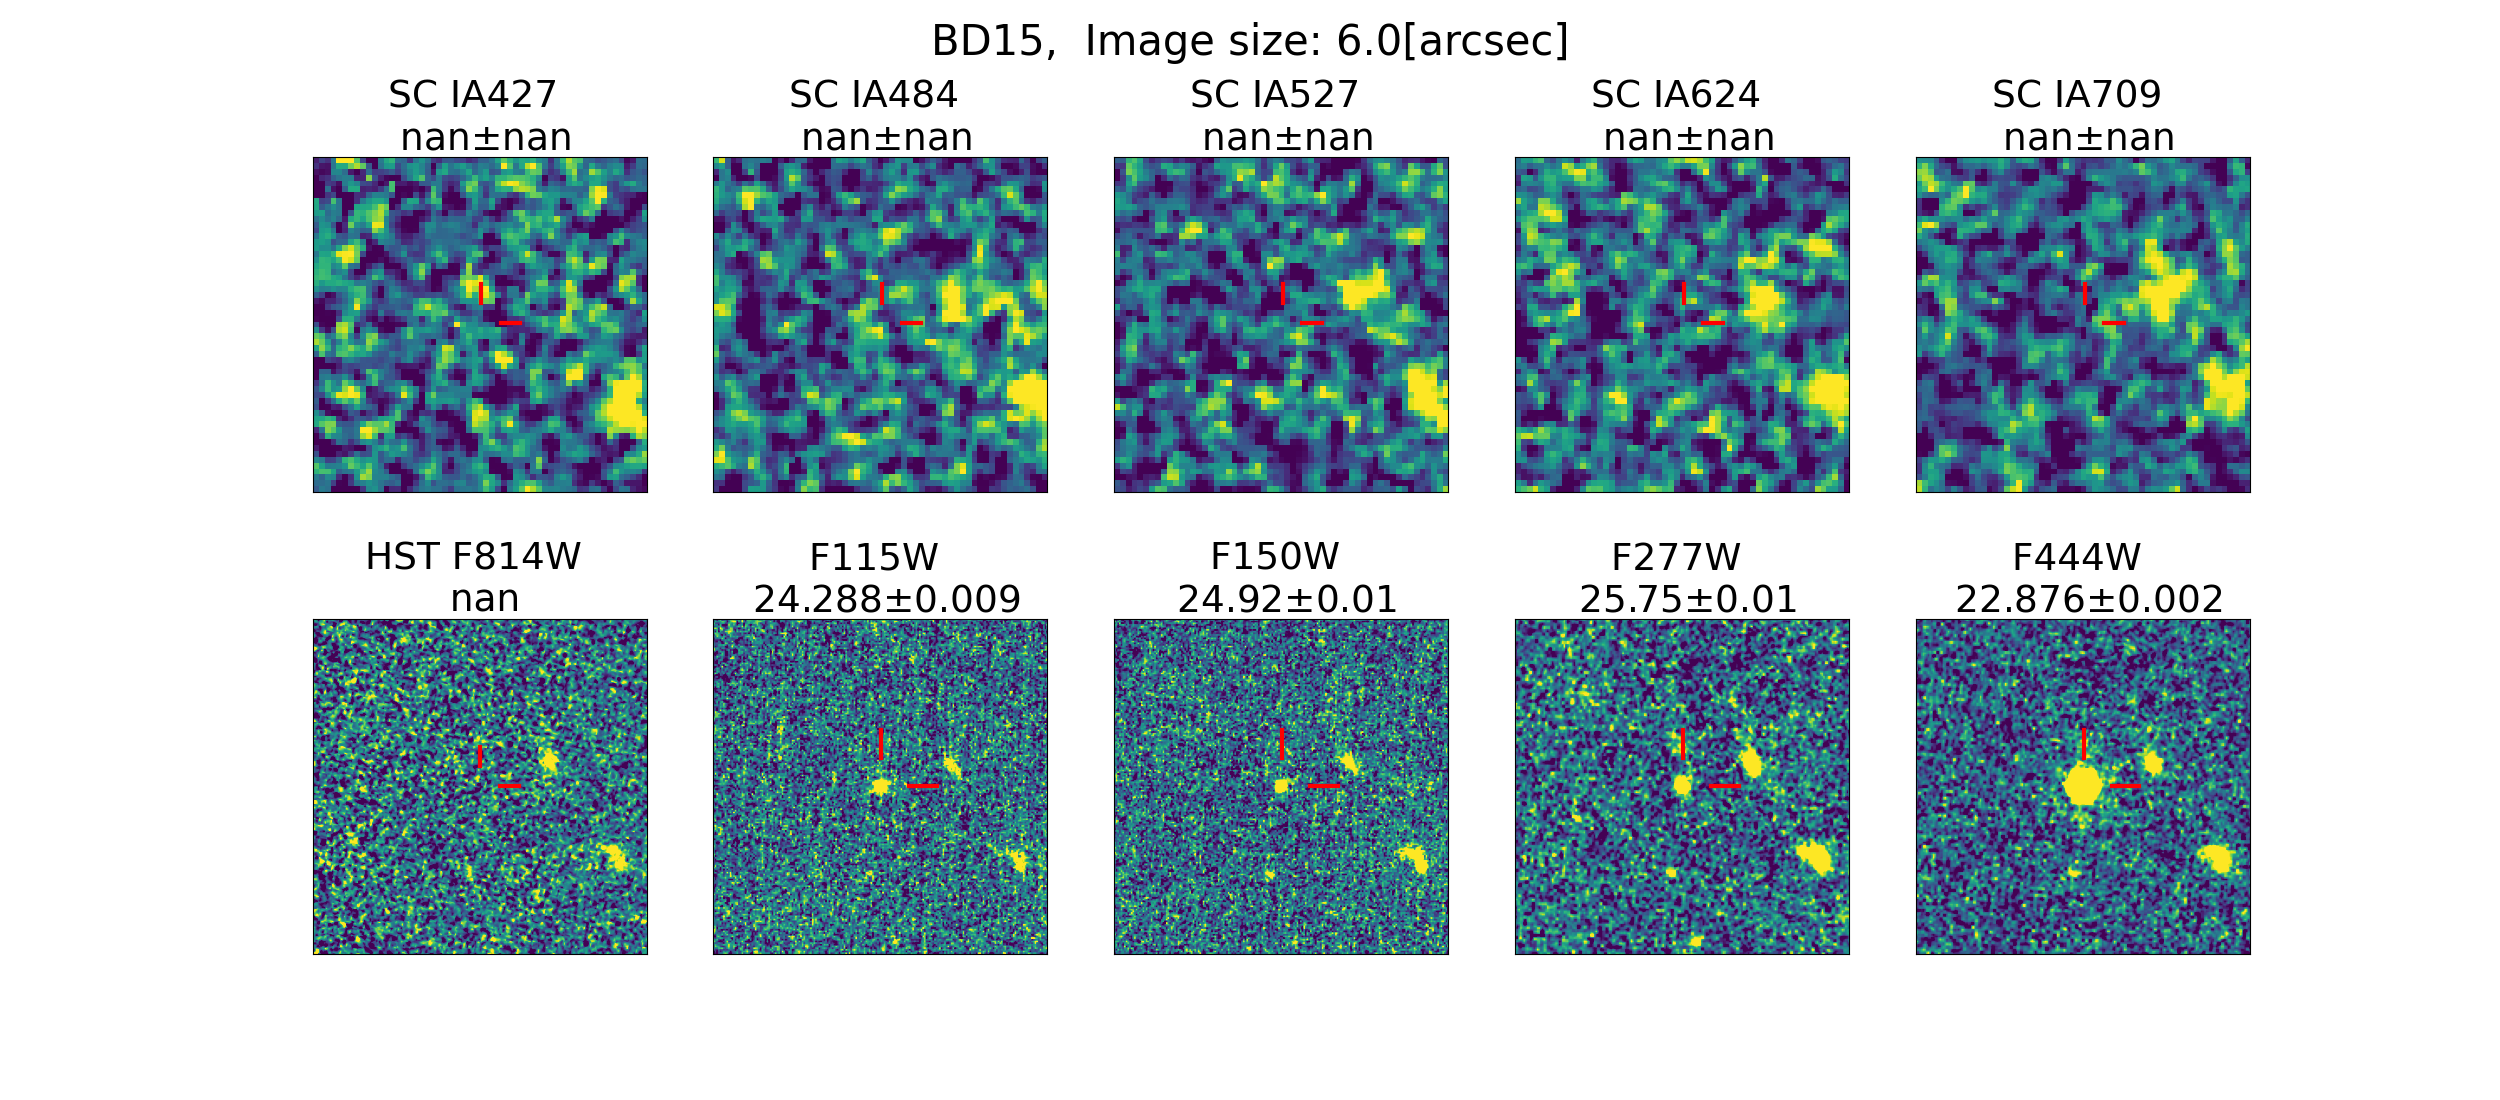 BD15,  Image size: 6.0[arcsec]
SC IA427
nan±nan
SC IA484
nan±nan
SC IA527
nan±nan
SC IA624
nan±nan
SC IA709
nan±nan
HST F814W
nan
F115W
24.288±0.009
F150W
24.92±0.01
F277W
25.75±0.01
F444W
22.876±0.002